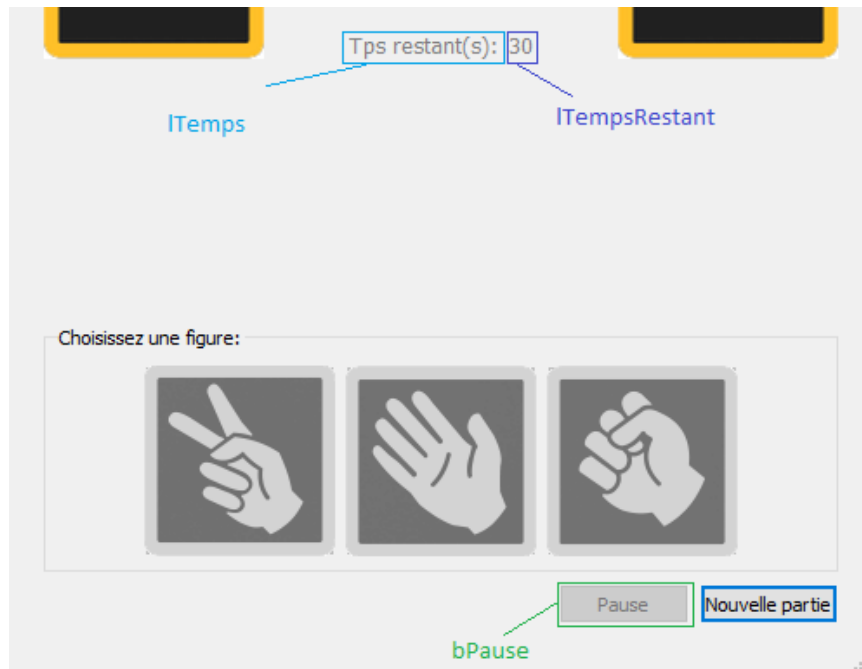 Tps restant(s): 30
lTemps
lTempsRestant
Choisissez une figure:
Pause
Nouvelle partie
bPause